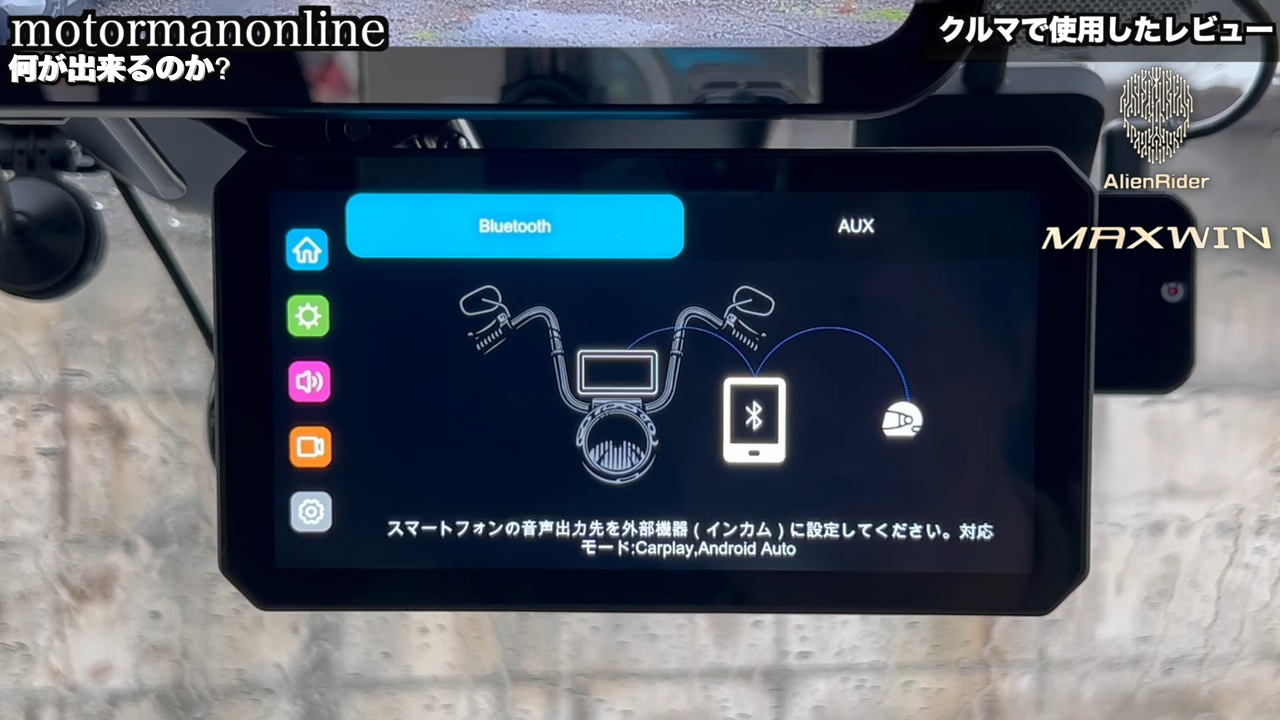 motormanonline
何が出来るのか?
クルマで使用したレビュー
AlienRider
MAXWIN
Bluetooth
AUX
スマートフォンの音声出力先を外部機器(インカム)に設定してください。対応
モード:Carplay,Android Auto